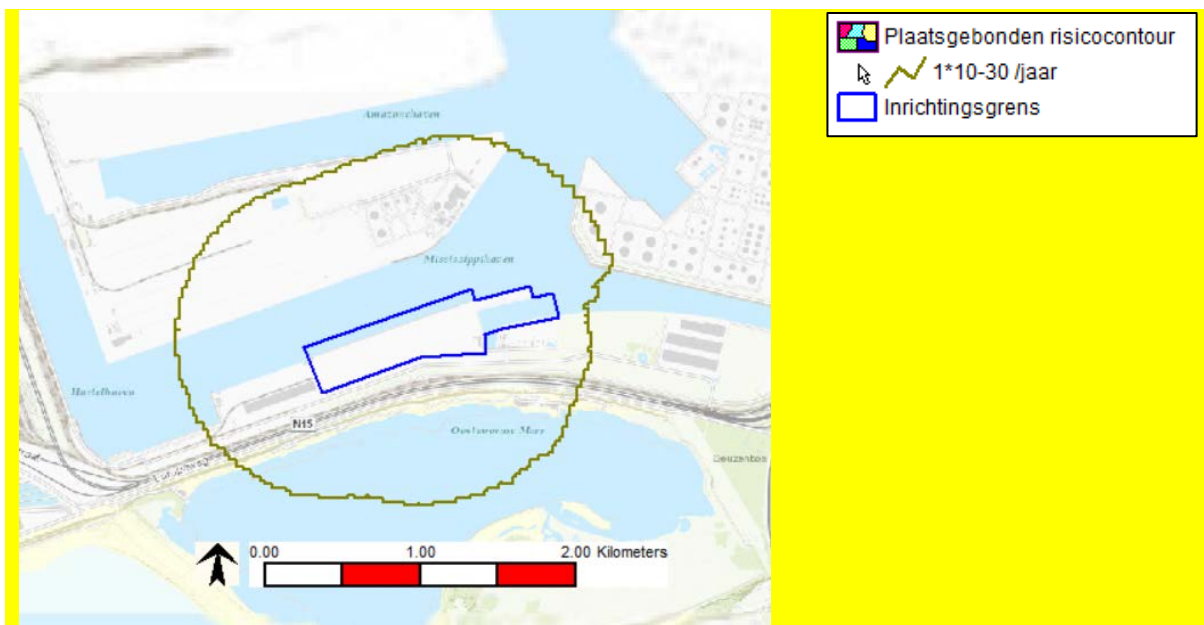 Plaatsgebonden risicocontour
1*10-30 /jaar
Inrichtingsgrens
Amazonehaven
Mississippihaven
Hartelhaven
N15
Oostvoornse Meer
0.00 1.00 2.00 Kilometers